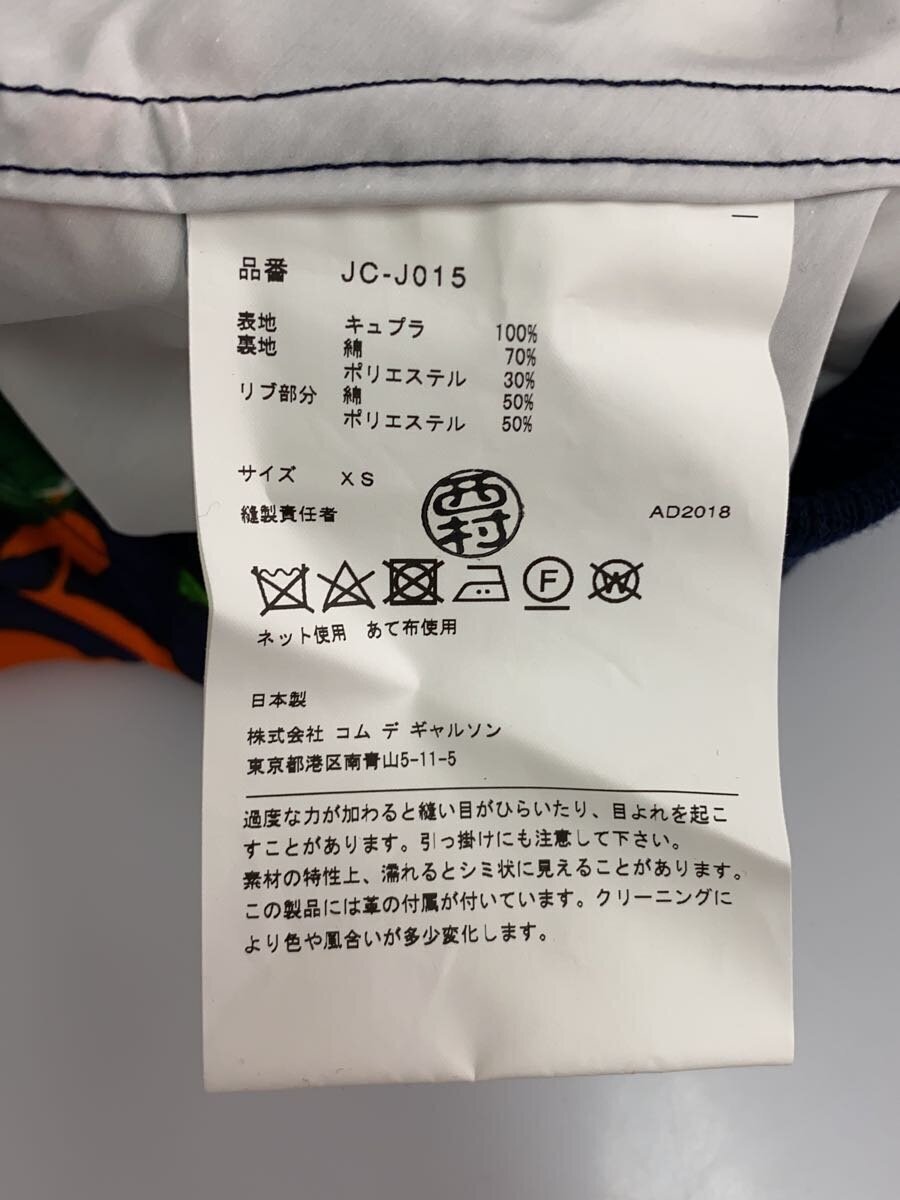 品番 JC-J015
表地 キュプラ 100%
裏地 綿 70%
ポリエステル 30%
リブ部分 綿 50%
ポリエステル 50%
サイズ XS
縫製責任者 西村 AD2018
F W
ネット使用 あて布使用
日本製
株式会社 コム デ ギャルソン
東京都港区南青山5-11-5
過度な力が加わると縫い目がひらいたり、目よれを起こ
すことがあります。引っ掛けにも注意して下さい。
素材の特性上、濡れるとシミ状に見えることがあります。
この製品には革の付属が付いています。クリーニングに
より色や風合いが多少変化します。